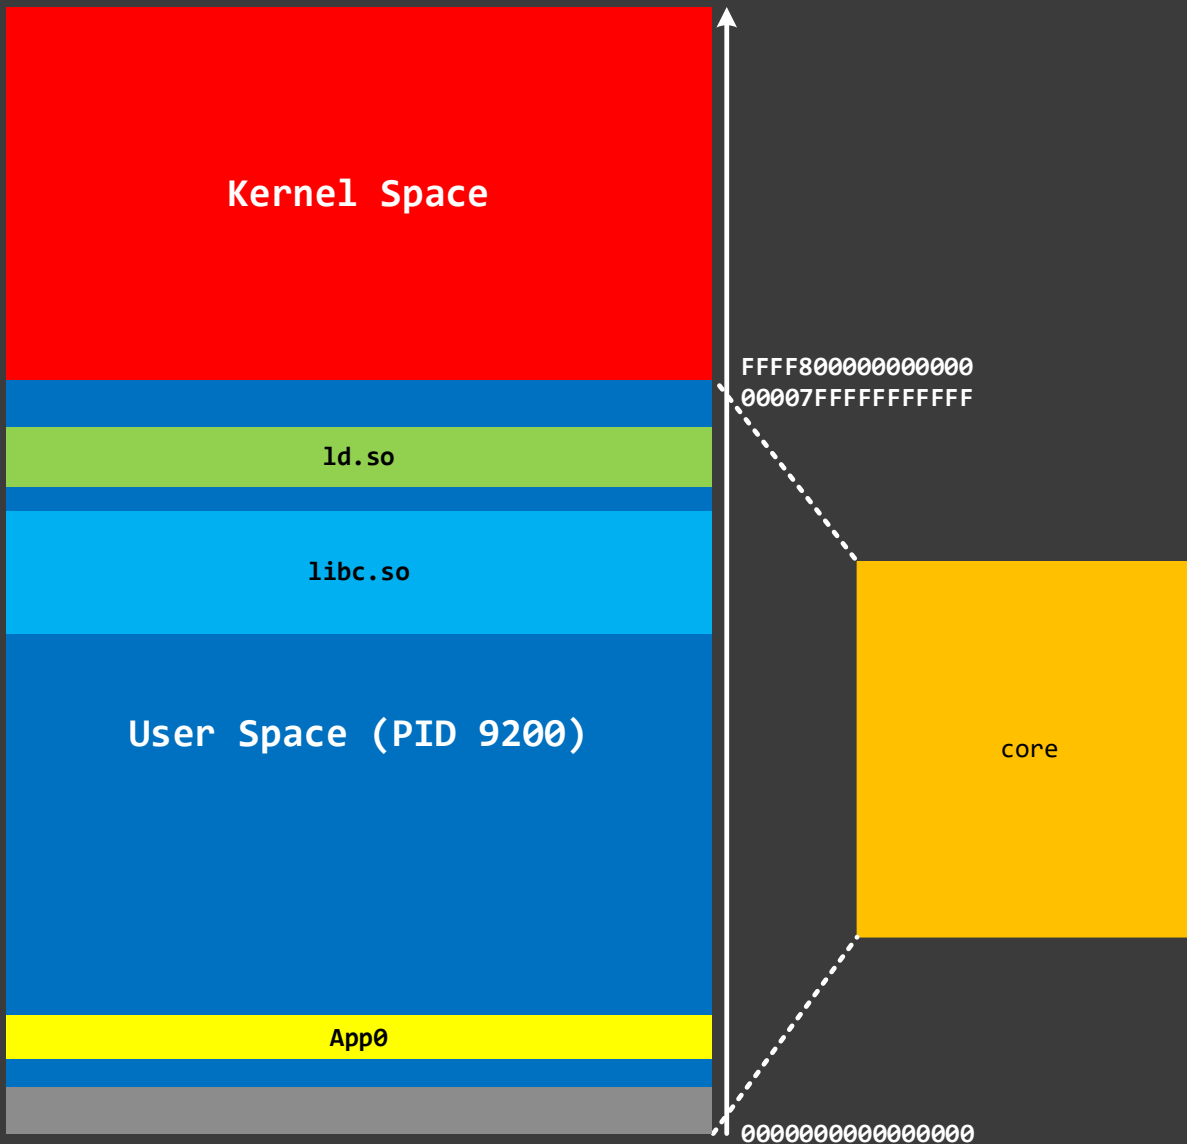 Kernel Space
FFFF800000000000
00007FFFFFFFFFFF
ld.so
libc.so
User Space (PID 9200)
core
App0
0000000000000000